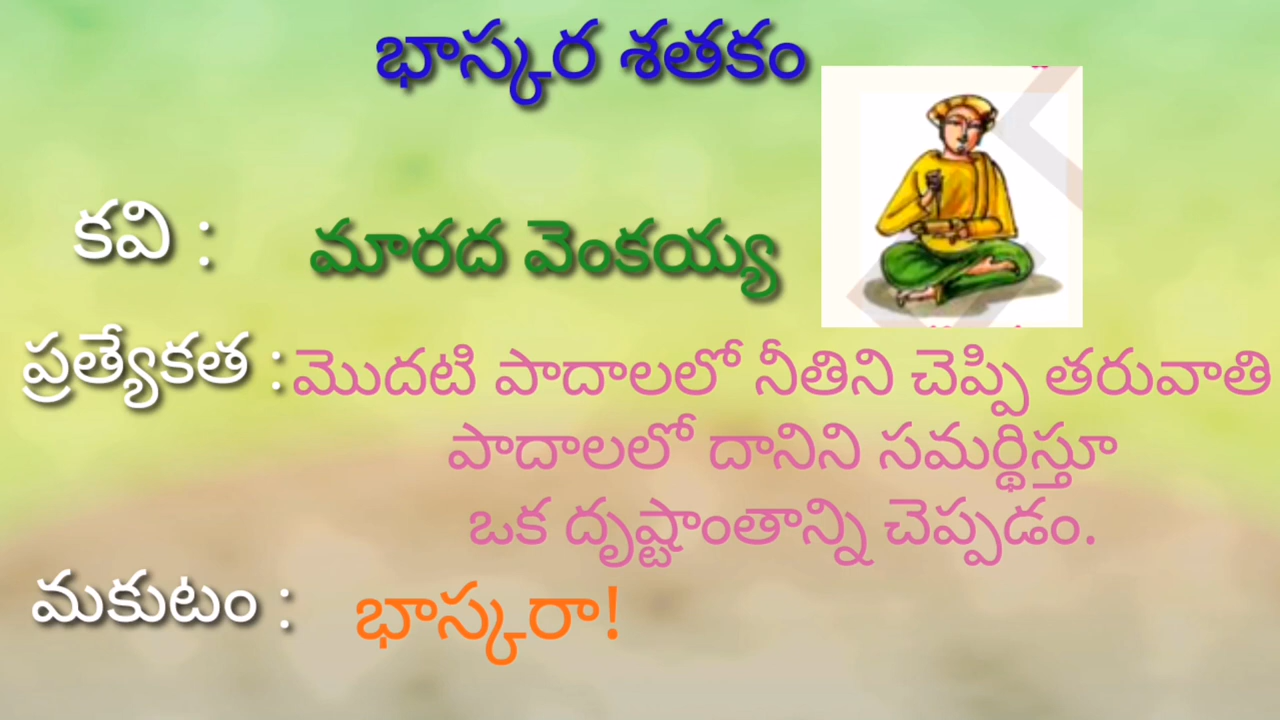 భాస్కర శతకం
కవి : మారద వెంకయ్య
ప్రత్యేకత : మొదటి పాదాలలో నీతిని చెప్పి తరువాతి
పాదాలలో దానిని సమర్థిస్తూ
ఒక దృష్టాంతాన్ని చెప్పడం.
మకుటం : భాస్కరా!